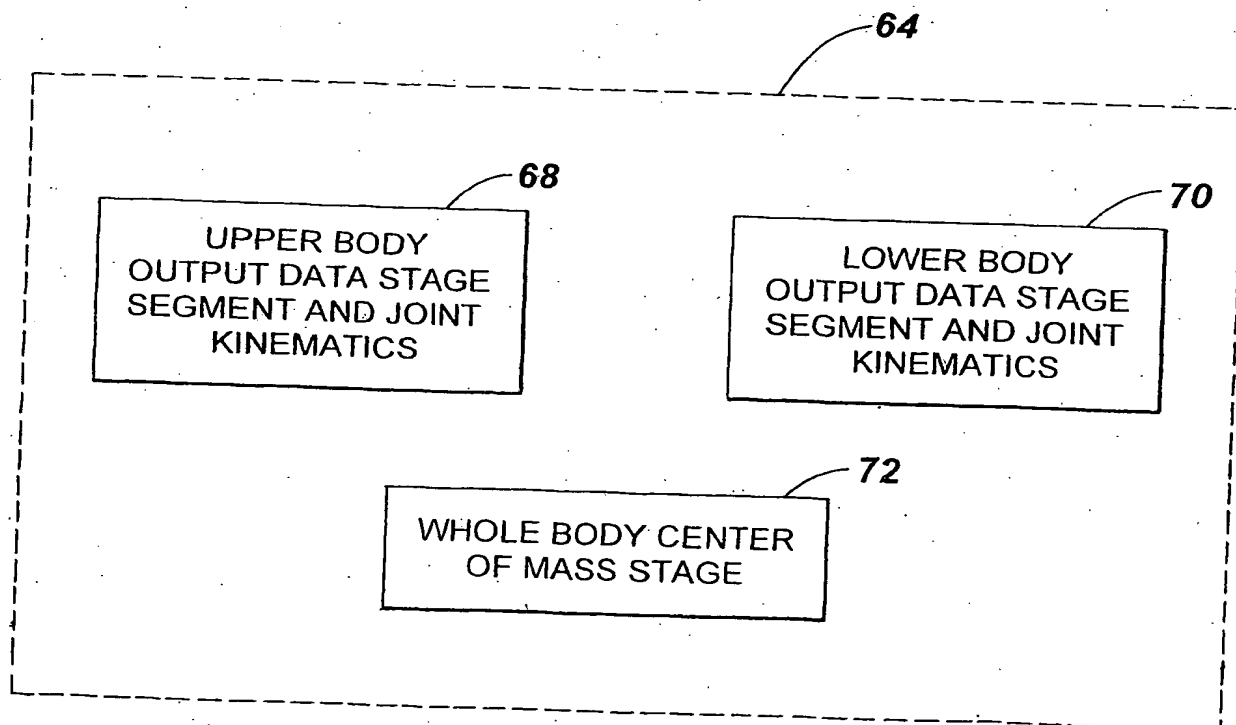 64
68
UPPER BODY
OUTPUT DATA STAGE
SEGMENT AND JOINT
KINEMATICS
70
LOWER BODY
OUTPUT DATA STAGE
SEGMENT AND JOINT
KINEMATICS
72
WHOLE BODY CENTER
OF MASS STAGE